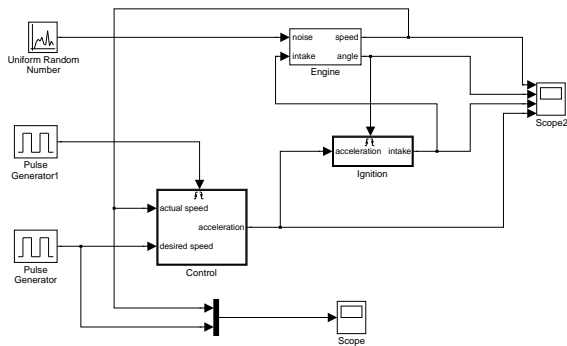 noise
speed
intake
angle
Engine
Uniform Random
Number
Scope2
acceleration
intake
Ignition
Pulse
Generator1
actual speed
acceleration
desired speed
Control
Pulse
Generator
Scope